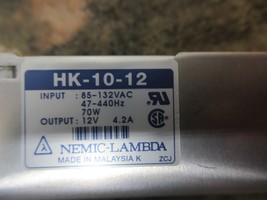 HK-10-12
INPUT : 85-132VAC
47-440Hz
70W
OUTPUT: 12V 4.2A
NEMIC-LAMBDA
MADE IN MALAYSIA K ZCJ